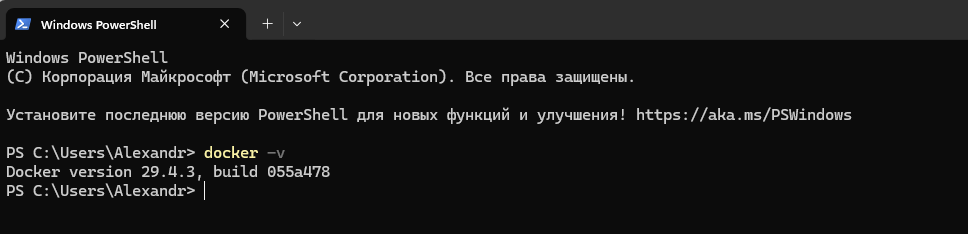 Windows PowerShell
Windows PowerShell
(C) Корпорация Майкрософт (Microsoft Corporation). Все права защищены.
Установите последнюю версию PowerShell для новых функций и улучшения! https://aka.ms/PSWindows
PS C:\Users\Alexandr> docker -v
Docker version 29.4.3, build 055a478
PS C:\Users\Alexandr>